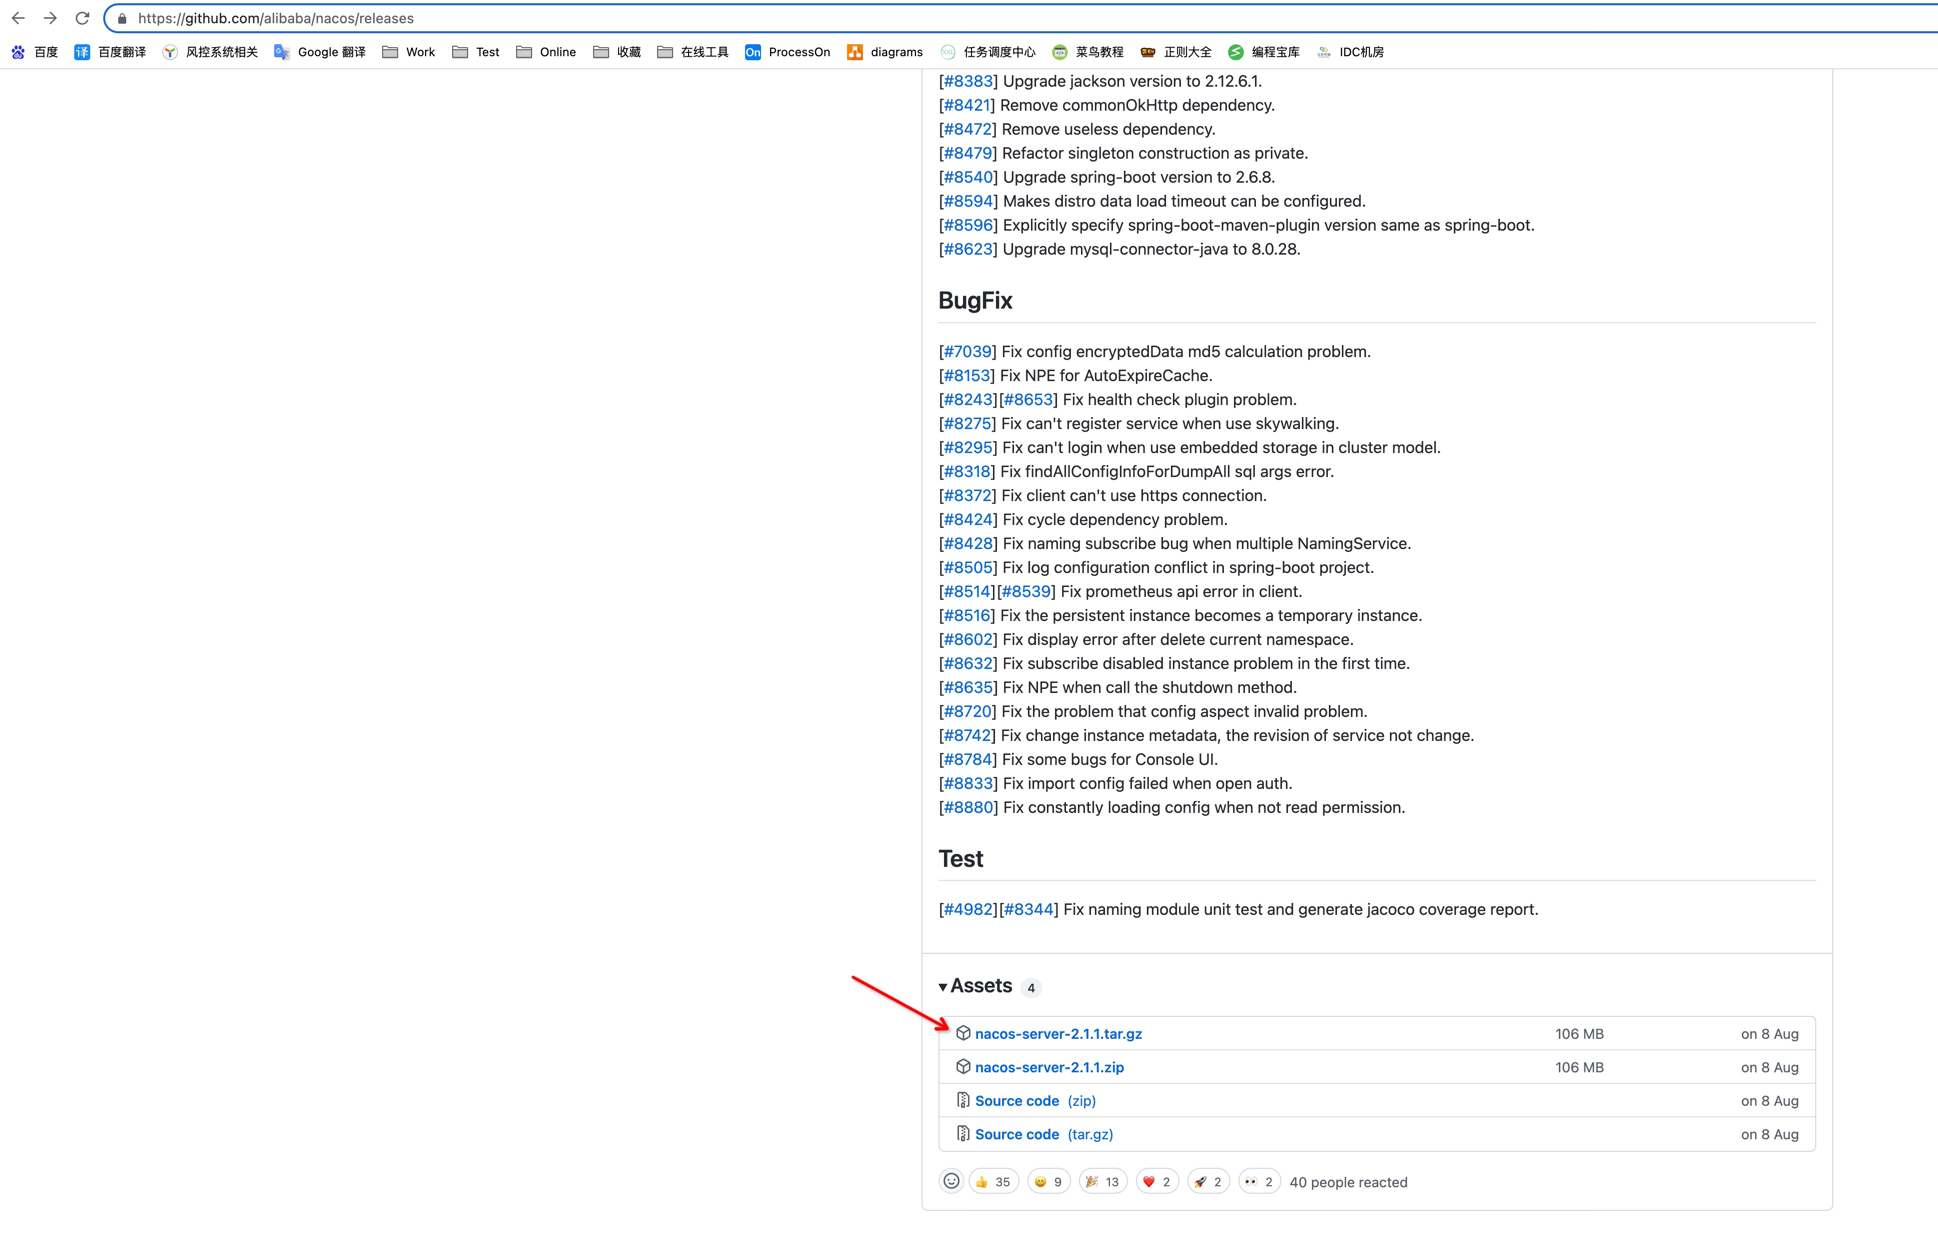 https://github.com/alibaba/nacos/releases
百度 译 百度翻译 风控系统相关 Google 翻译 Work Test Online 收藏 在线工具 On ProcessOn diagrams 任务调度中心 菜鸟教程 正则大全 编程宝库 IDC机房
[#8383] Upgrade jackson version to 2.12.6.1.
[#8421] Remove commonOkHttp dependency.
[#8472] Remove useless dependency.
[#8479] Refactor singleton construction as private.
[#8540] Upgrade spring-boot version to 2.6.8.
[#8594] Makes distro data load timeout can be configured.
[#8596] Explicitly specify spring-boot-maven-plugin version same as spring-boot.
[#8623] Upgrade mysql-connector-java to 8.0.28.
BugFix
[#7039] Fix config encryptedData md5 calculation problem.
[#8153] Fix NPE for AutoExpireCache.
[#8243][#8653] Fix health check plugin problem.
[#8275] Fix can't register service when use skywalking.
[#8295] Fix can't login when use embedded storage in cluster model.
[#8318] Fix findAllConfigInfoForDumpAll sql args error.
[#8372] Fix client can't use https connection.
[#8424] Fix cycle dependency problem.
[#8428] Fix naming subscribe bug when multiple NamingService.
[#8505] Fix log configuration conflict in spring-boot project.
[#8514][#8539] Fix prometheus api error in client.
[#8516] Fix the persistent instance becomes a temporary instance.
[#8602] Fix display error after delete current namespace.
[#8632] Fix subscribe disabled instance problem in the first time.
[#8635] Fix NPE when call the shutdown method.
[#8720] Fix the problem that config aspect invalid problem.
[#8742] Fix change instance metadata, the revision of service not change.
[#8784] Fix some bugs for Console UI.
[#8833] Fix import config failed when open auth.
[#8880] Fix constantly loading config when not read permission.
Test
[#4982][#8344] Fix naming module unit test and generate jacoco coverage report.
Assets 4
nacos-server-2.1.1.tar.gz 106 MB on 8 Aug
nacos-server-2.1.1.zip 106 MB on 8 Aug
Source code (zip) on 8 Aug
Source code (tar.gz) on 8 Aug
35 9 13 2 2 2 40 people reacted